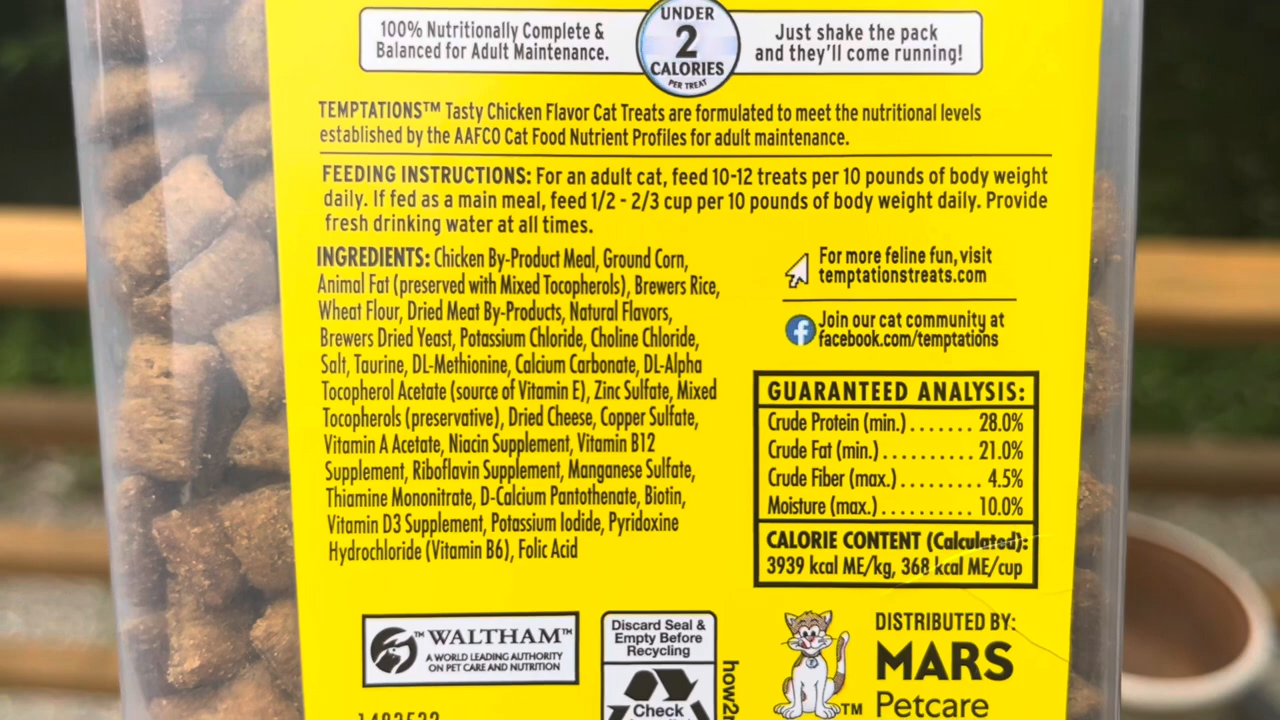 100% Nutritionally Complete &
Balanced for Adult Maintenance.
UNDER
2
CALORIES
PER TREAT
Just shake the pack
and they'll come running!
TEMPTATIONS™ Tasty Chicken Flavor Cat Treats are formulated to meet the nutritional levels
established by the AAFCO Cat Food Nutrient Profiles for adult maintenance.
FEEDING INSTRUCTIONS: For an adult cat, feed 10-12 treats per 10 pounds of body weight
daily. If fed as a main meal, feed 1/2 - 2/3 cup per 10 pounds of body weight daily. Provide
fresh drinking water at all times.
INGREDIENTS: Chicken By-Product Meal, Ground Corn,
Animal Fat (preserved with Mixed Tocopherols), Brewers Rice,
Wheat Flour, Dried Meat By-Products, Natural Flavors,
Brewers Dried Yeast, Potassium Chloride, Choline Chloride,
Salt, Taurine, DL-Methionine, Calcium Carbonate, DL-Alpha
Tocopherol Acetate (source of Vitamin E), Zinc Sulfate, Mixed
Tocopherols (preservative), Dried Cheese, Copper Sulfate,
Vitamin A Acetate, Niacin Supplement, Vitamin B12
Supplement, Riboflavin Supplement, Manganese Sulfate,
Thiamine Mononitrate, D-Calcium Pantothenate, Biotin,
Vitamin D3 Supplement, Potassium Iodide, Pyridoxine
Hydrochloride (Vitamin B6), Folic Acid
For more feline fun, visit
temptationstreats.com
Join our cat community at
facebook.com/temptations
GUARANTEED ANALYSIS:
Crude Protein (min.) ....... 28.0%
Crude Fat (min.) .......... 21.0%
Crude Fiber (max.) ......... 4.5%
Moisture (max.) .......... 10.0%
CALORIE CONTENT (Calculated):
3939 kcal ME/kg, 368 kcal ME/cup
™ WALTHAM™
A WORLD LEADING AUTHORITY
ON PET CARE AND NUTRITION
Discard Seal &
Empty Before
Recycling
Check
TM
DISTRIBUTED BY:
MARS
Petcare